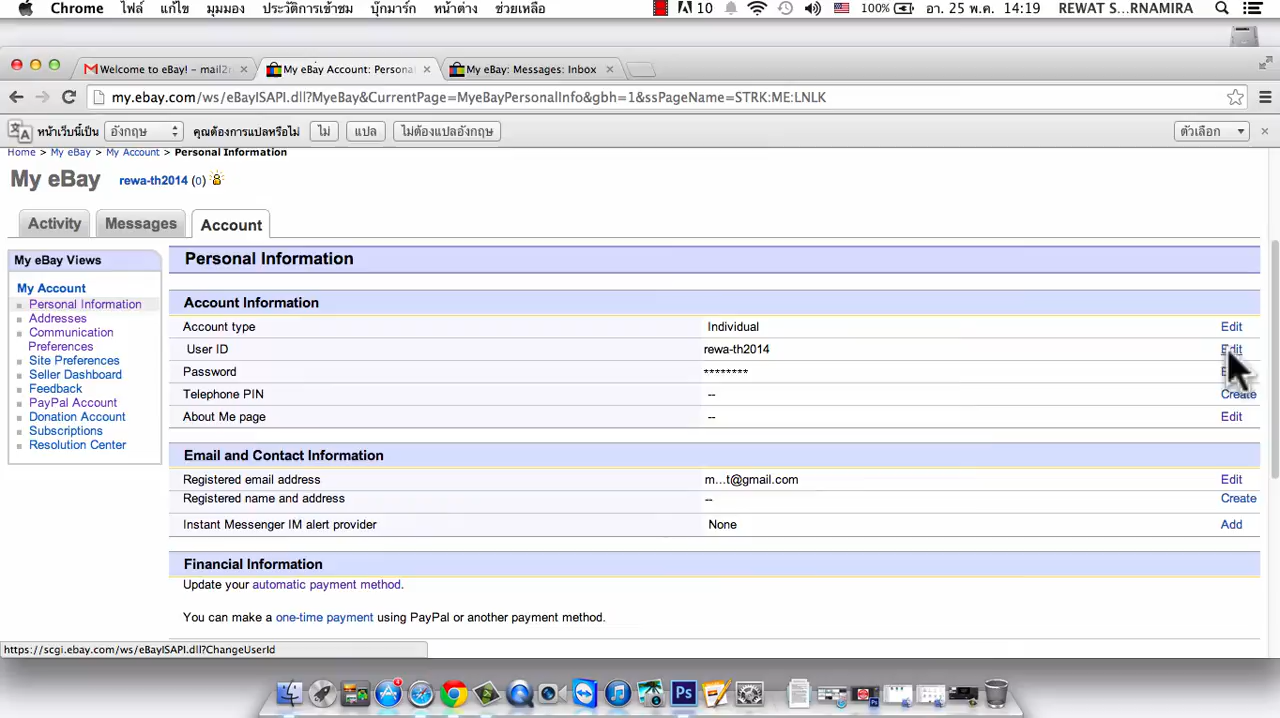 Chrome ไฟล์ แก้ไข มุมมอง ประวัติการเข้าชม บุ๊กมาร์ก หน้าต่าง ช่วยเหลือ 10 100% อา. 25 พ.ค. 14:19 REWAT S...RNAMIRA
Welcome to eBay! – mail2r My eBay Account: Persona My eBay: Messages: Inbox
my.ebay.com/ws/eBayISAPI.dll?MyeBay&CurrentPage=MyeBayPersonalInfo&gbh=1&ssPageName=STRK:ME:LNLK
หน้าเว็บนี้เป็น อังกฤษ คุณต้องการแปลหรือไม่ ไม่ แปล ไม่ต้องแปลอังกฤษ ตัวเลือก
Home > My eBay > My Account > Personal Information
My eBay rewa-th2014 (0)
Activity Messages Account
My eBay Views
My Account
Personal Information
Addresses
Communication
Preferences
Site Preferences
Seller Dashboard
Feedback
PayPal Account
Donation Account
Subscriptions
Resolution Center
Personal Information
Account Information
Account type Individual Edit
User ID rewa-th2014 Edit
Password ********
Telephone PIN -- Create
About Me page -- Edit
Email and Contact Information
Registered email address m...t@gmail.com Edit
Registered name and address -- Create
Instant Messenger IM alert provider None Add
Financial Information
Update your automatic payment method.
You can make a one-time payment using PayPal or another payment method.
https://scgi.ebay.com/ws/eBayISAPI.dll?ChangeUserId
Ps